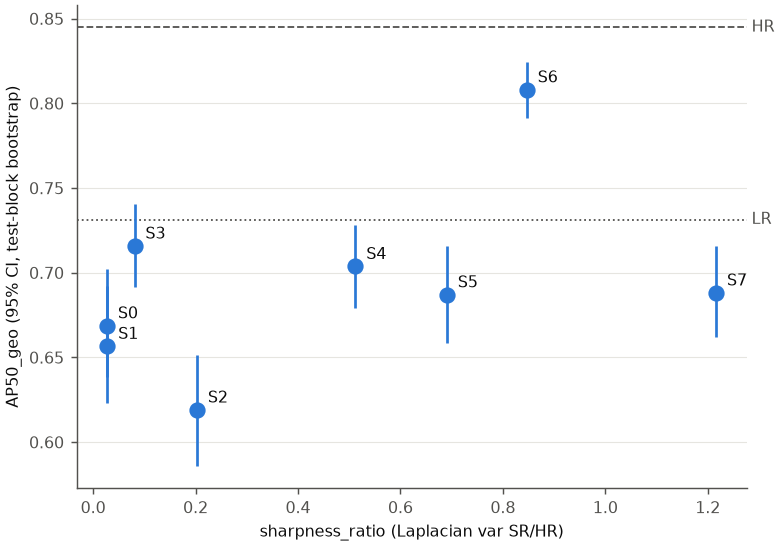 0.85
HR
S6
0.80
0.75
LR
S3
S4
0.70
S5
S7
S0
S1
0.65
S2
0.60
AP50_geo (95% CI, test-block bootstrap)
0.0 0.2 0.4 0.6 0.8 1.0 1.2
sharpness_ratio (Laplacian var SR/HR)